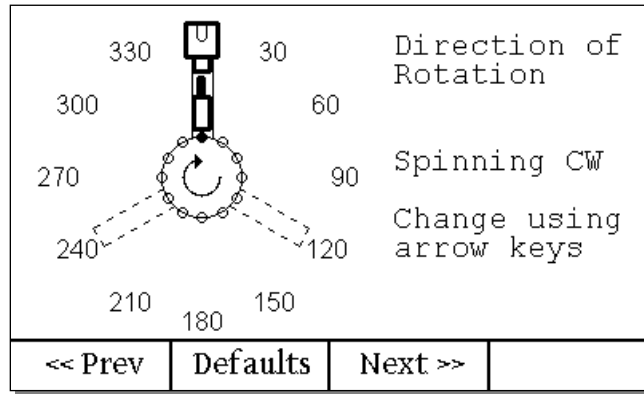 330
30
Direction of
Rotation
300
60
270
90
Spinning CW
240
120
Change using
arrow keys
210
150
180
<< Prev
Defaults
Next >>